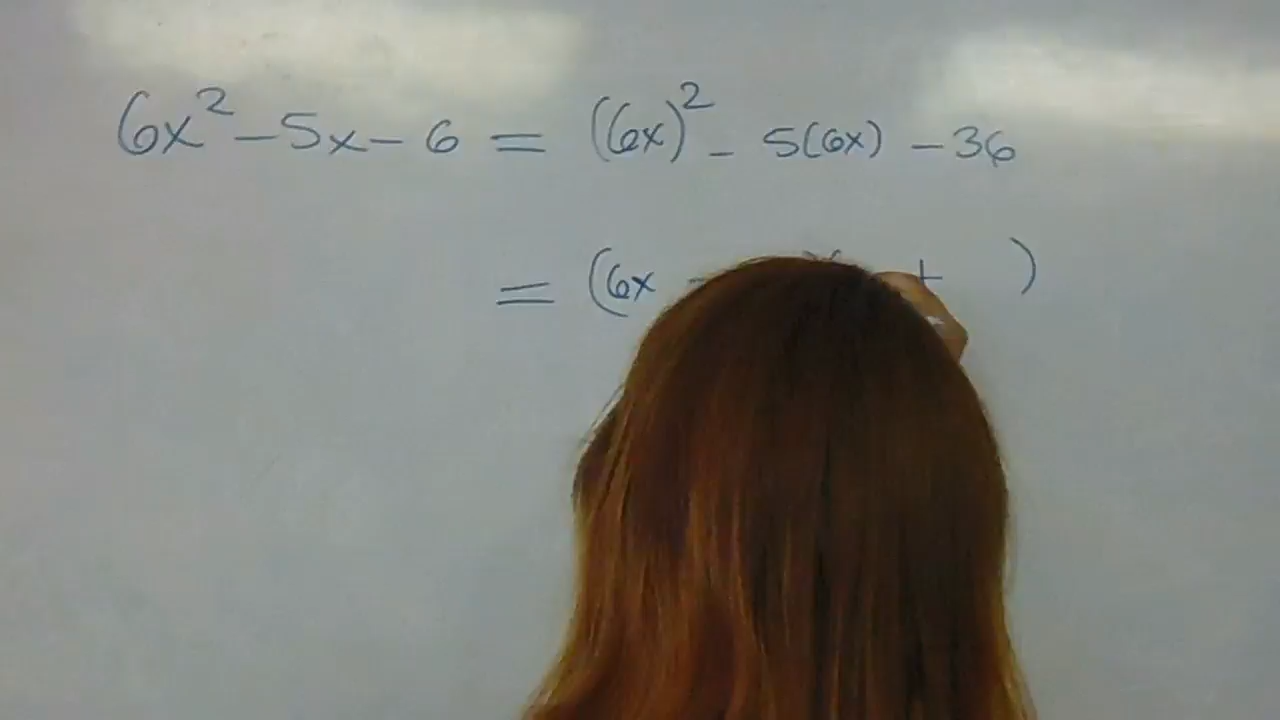 6x² - 5x - 6 = (6x)² - 5(6x) - 36
= (6x - )( + )